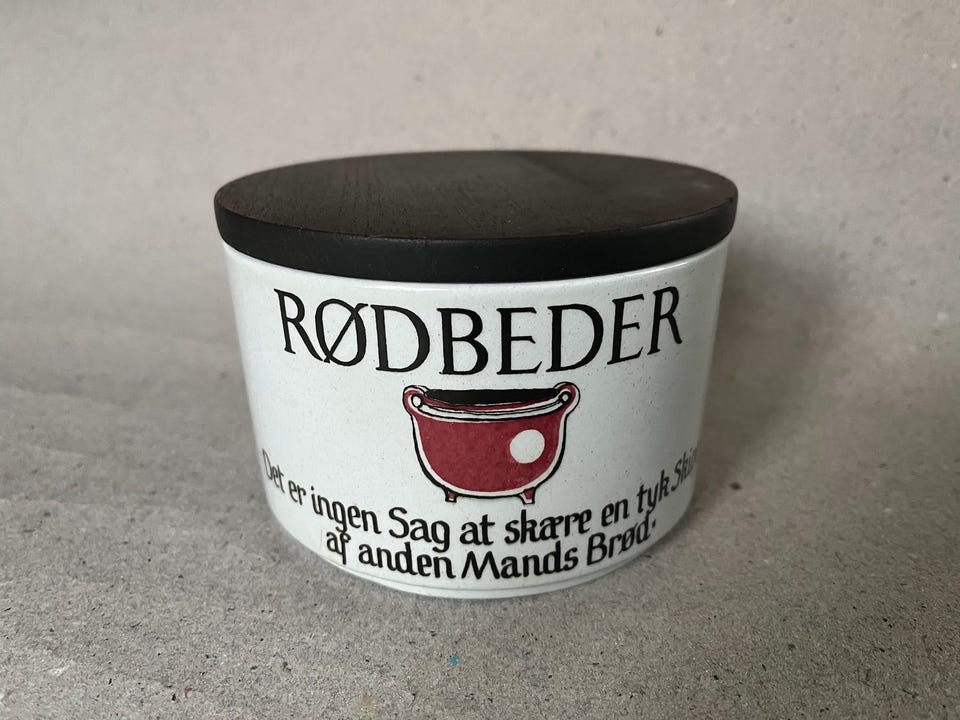 RØDBEDER
Det er ingen Sag at skære en tyk
af anden Mands Brød.